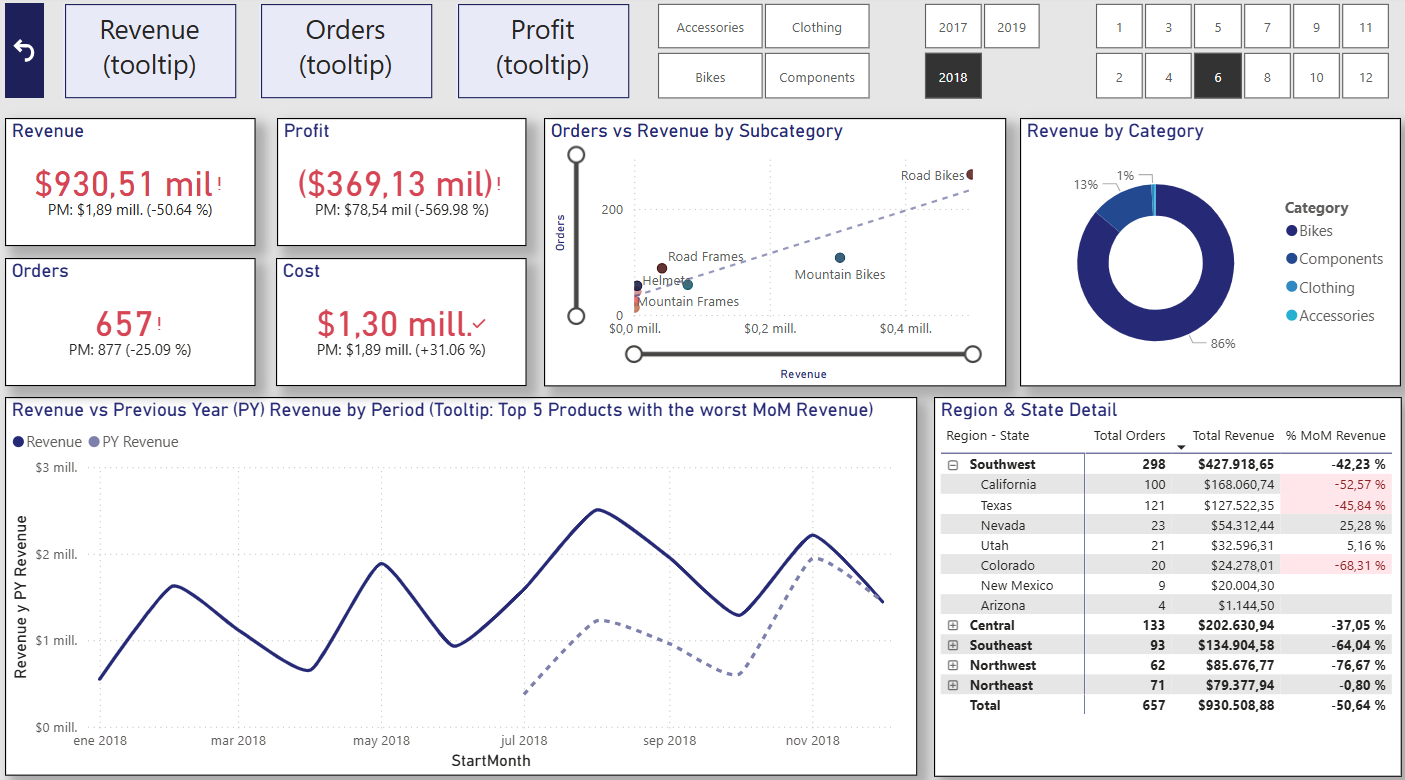 Revenue
(tooltip)
Orders
(tooltip)
Profit
(tooltip)
Accessories
Clothing
Bikes
Components
2017
2019
2018
1
3
5
7
9
11
2
4
6
8
10
12
Revenue
$930,51 mil!
PM: $1,89 mill. (-50.64 %)
Profit
($369,13 mil)!
PM: $78,54 mil (-569.98 %)
Orders
657!
PM: 877 (-25.09 %)
Cost
$1,30 mill.
PM: $1,89 mill. (+31.06 %)
Orders vs Revenue by Subcategory
Orders
200
0
Road Bikes
Road Frames
Helmets
Mountain Bikes
Mountain Frames
$0,0 mill.
$0,2 mill.
$0,4 mill.
Revenue
Revenue by Category
1%
13%
86%
Category
Bikes
Components
Clothing
Accessories
Revenue vs Previous Year (PY) Revenue by Period (Tooltip: Top 5 Products with the worst MoM Revenue)
Revenue
PY Revenue
Revenue y PY Revenue
$3 mill.
$2 mill.
$1 mill.
$0 mill.
ene 2018
mar 2018
may 2018
jul 2018
sep 2018
nov 2018
StartMonth
Region & State Detail
Region - State Total Orders Total Revenue % MoM Revenue
Southwest 298 $427.918,65 -42,23 %
California 100 $168.060,74 -52,57 %
Texas 121 $127.522,35 -45,84 %
Nevada 23 $54.312,44 25,28 %
Utah 21 $32.596,31 5,16 %
Colorado 20 $24.278,01 -68,31 %
New Mexico 9 $20.004,30
Arizona 4 $1.144,50
Central 133 $202.630,94 -37,05 %
Southeast 93 $134.904,58 -64,04 %
Northwest 62 $85.676,77 -76,67 %
Northeast 71 $79.377,94 -0,80 %
Total 657 $930.508,88 -50,64 %